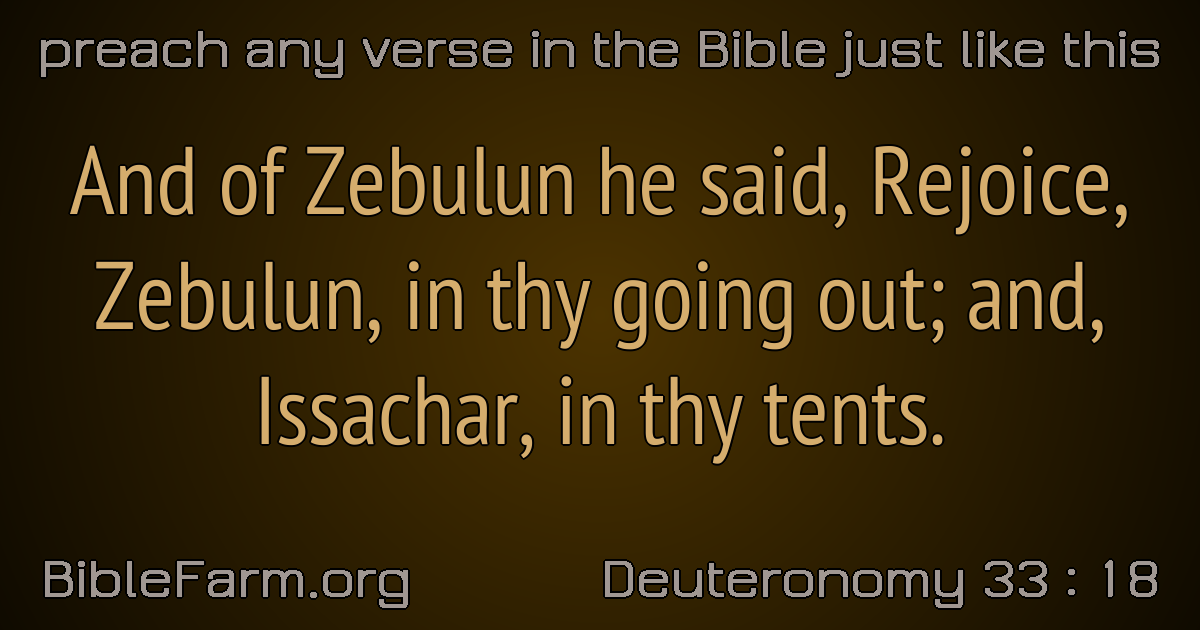 preach any verse in the Bible just like this
And of Zebulun he said, Rejoice,
Zebulun, in thy going out; and,
Issachar, in thy tents.
BibleFarm.org
Deuteronomy 33 : 18